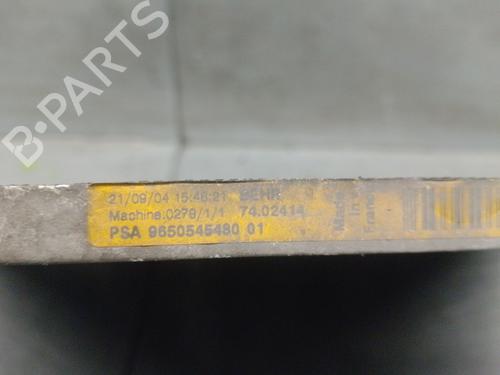 B-PARTS
21/09/04 15:46:21 BEHR
Machine:0279/1/1 74.02414
PSA 9650545480 01
Made
in
France